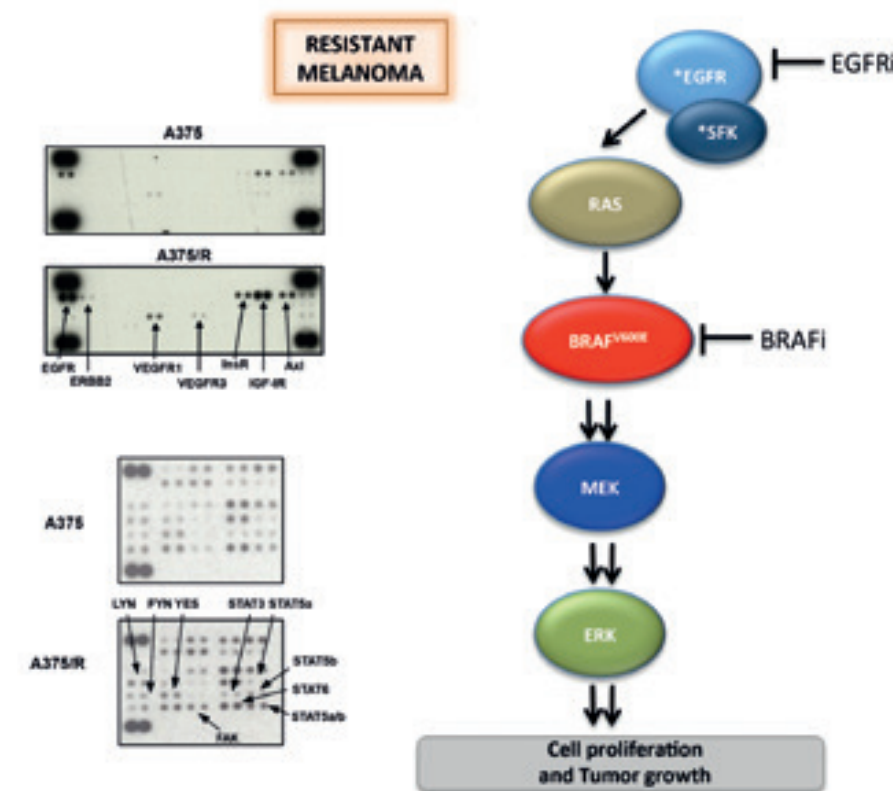 RESISTANT
MELANOMA
A375
A375/R
EGFR
ERBB2
VEGFR1
VEGFR3
InsR
IGF-IR
Axl
A375
LYN FYN YES STAT3 STAT5a
A375/R
STAT5b
STAT6
STAT5a/b
FAK
*EGFR
EGFRi
*SFK
RAS
BRAFV600E
BRAFi
MEK
ERK
Cell proliferation
and Tumor growth